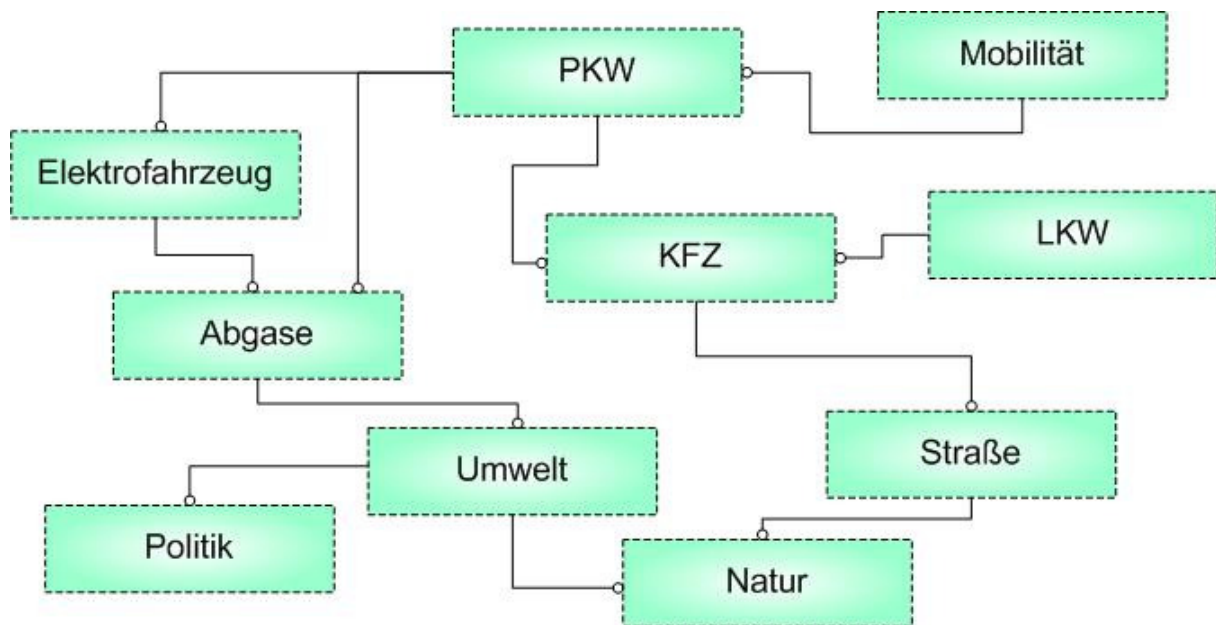 PKW
Mobilität
Elektrofahrzeug
KFZ
LKW
Abgase
Umwelt
Straße
Politik
Natur